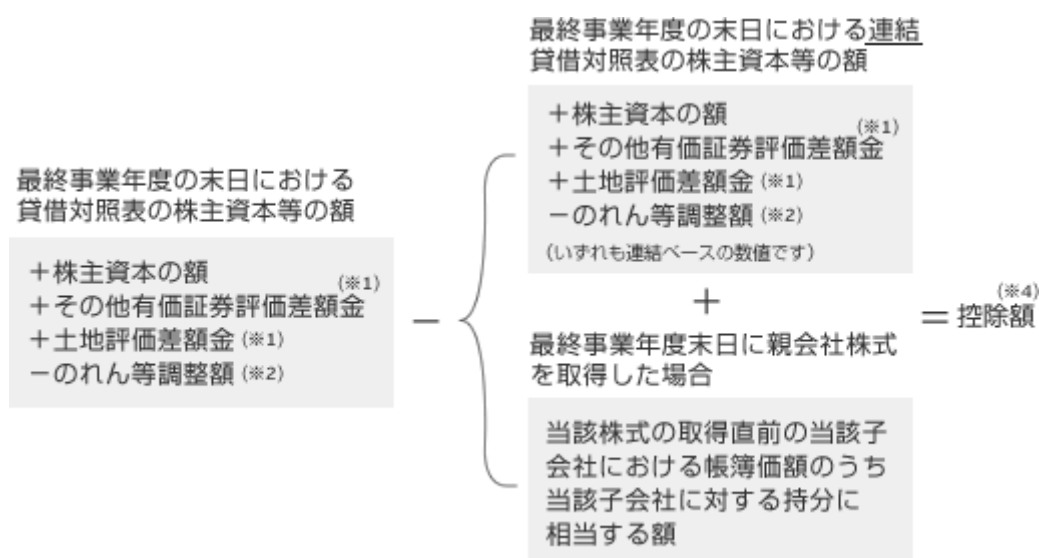 最終事業年度の末日における
貸借対照表の株主資本等の額
+株主資本の額
+その他有価証券評価差額金(※1)
+土地評価差額金(※1)
-のれん等調整額(※2)
-
最終事業年度の末日における連結
貸借対照表の株主資本等の額
+株主資本の額
+その他有価証券評価差額金(※1)
+土地評価差額金(※1)
-のれん等調整額(※2)
(いずれも連結ベースの数値です)
+
最終事業年度末日に親会社株式
を取得した場合
当該株式の取得直前の当該子
会社における帳簿価額のうち
当該子会社に対する持分に
相当する額
=控除額(※4)